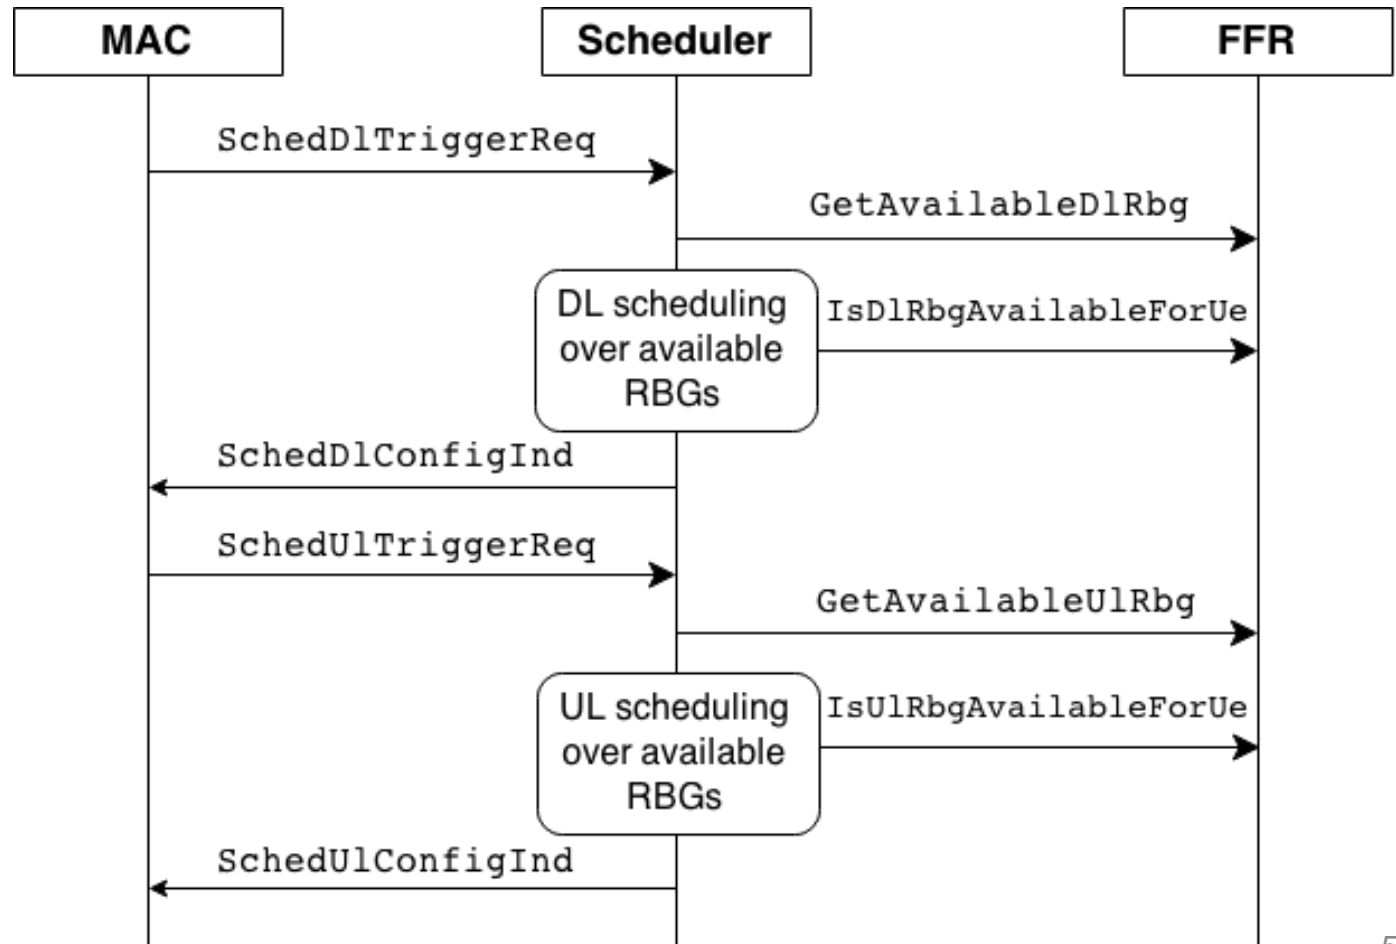 MAC
Scheduler
FFR
SchedDlTriggerReq
GetAvailableDlRbg
DL scheduling
over available
RBGs
IsDlRbgAvailableForUe
SchedDlConfigInd
SchedUlTriggerReq
GetAvailableUlRbg
UL scheduling
over available
RBGs
IsUlRbgAvailableForUe
SchedUlConfigInd